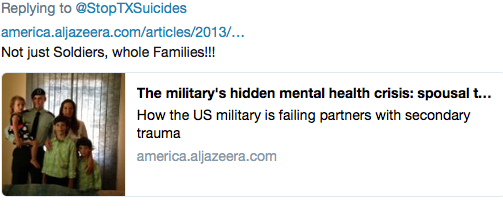 Replying to @StopTXSuicides
america.aljazeera.com/articles/2013/…
Not just Soldiers, whole Families!!!
The military's hidden mental health crisis: spousal t…
How the US military is failing partners with secondary
trauma
america.aljazeera.com